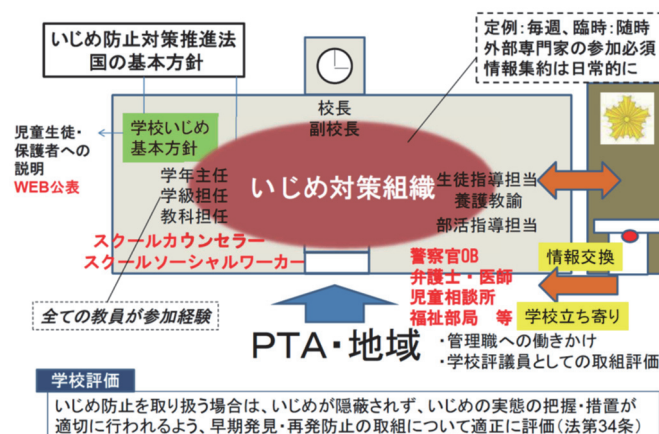 いじめ防止対策推進法
国の基本方針
定例：毎週、臨時：随時
外部専門家の参加必須
情報集約は日常的に
校長
副校長
児童生徒・
保護者への
説明
WEB公表
学校いじめ
基本方針
学年主任
学級担任
教科担任
いじめ対策組織
生徒指導担当
養護教諭
部活指導担当
スクールカウンセラー
スクールソーシャルワーカー
警察官OB
弁護士・医師
児童相談所
福祉部局　等
情報交換
学校立ち寄り
全ての教員が参加経験
PTA・地域
・管理職への働きかけ
・学校評議員としての取組評価
学校評価
いじめ防止を取り扱う場合は、いじめが隠蔽されず、いじめの実態の把握・措置が
適切に行われるよう、早期発見・再発防止の取組について適正に評価（法第34条）